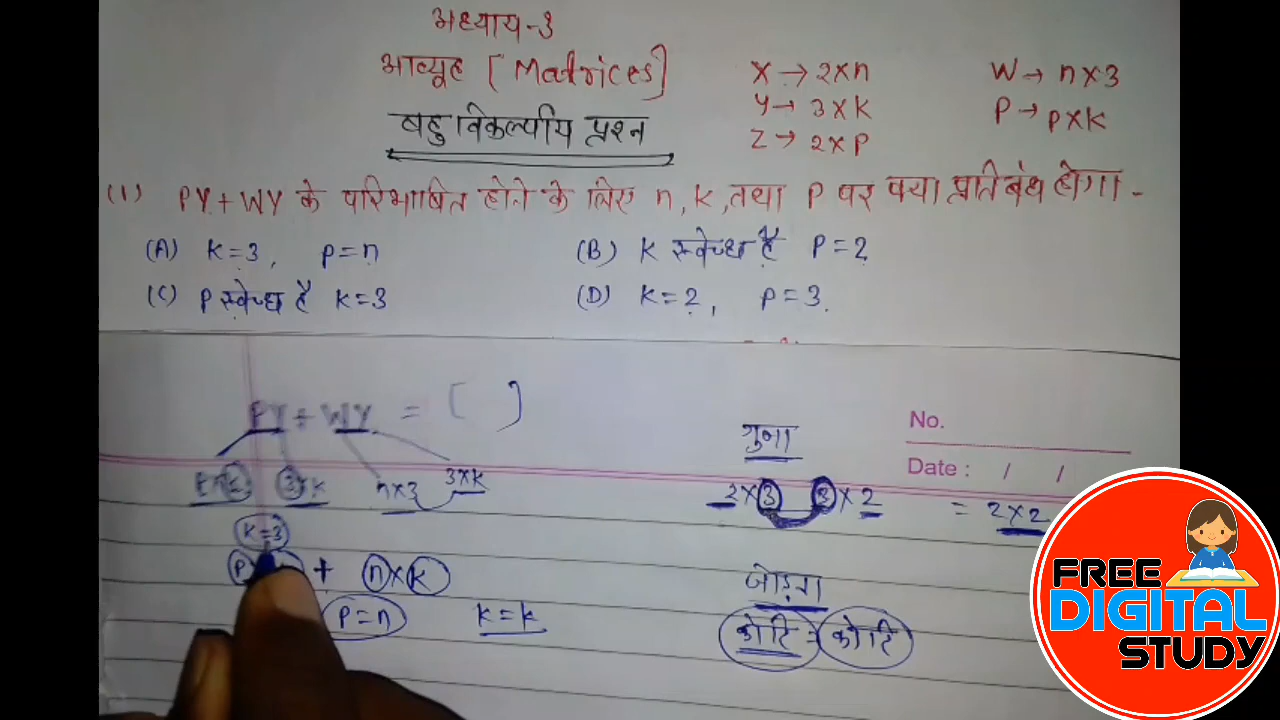 अध्याय-3
आव्यूह [Matrices]
बहु विकल्पीय प्रश्न
X → 2×n
Y → 3×K
Z → 2×P
W → n×3
P → P×K
(1) PY+WY के परिभाषित होने के लिए n, K, तथा P पर क्या प्रतिबंध होगा -
(A) K=3, P=n
(B) K स्वेच्छ है P=2
(C) P स्वेच्छ है K=3
(D) K=2, P=3.
PY + WY = [ ]
P×K 3×K n×3 3×K
K=3
P + n×k
P=n K=k
गुना
2×3 3×2 = 2×2
जोड़ना
कोटि = कोटि
No.
Date : / /
FREE
DIGITAL
STUDY